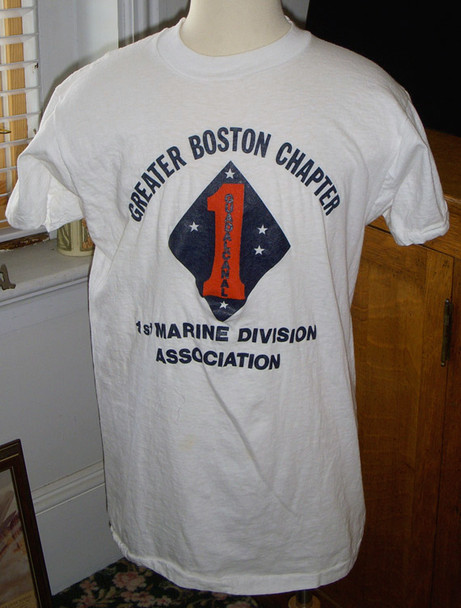 GREATER BOSTON CHAPTER
1
GUADALCANAL
1st MARINE DIVISION
ASSOCIATION